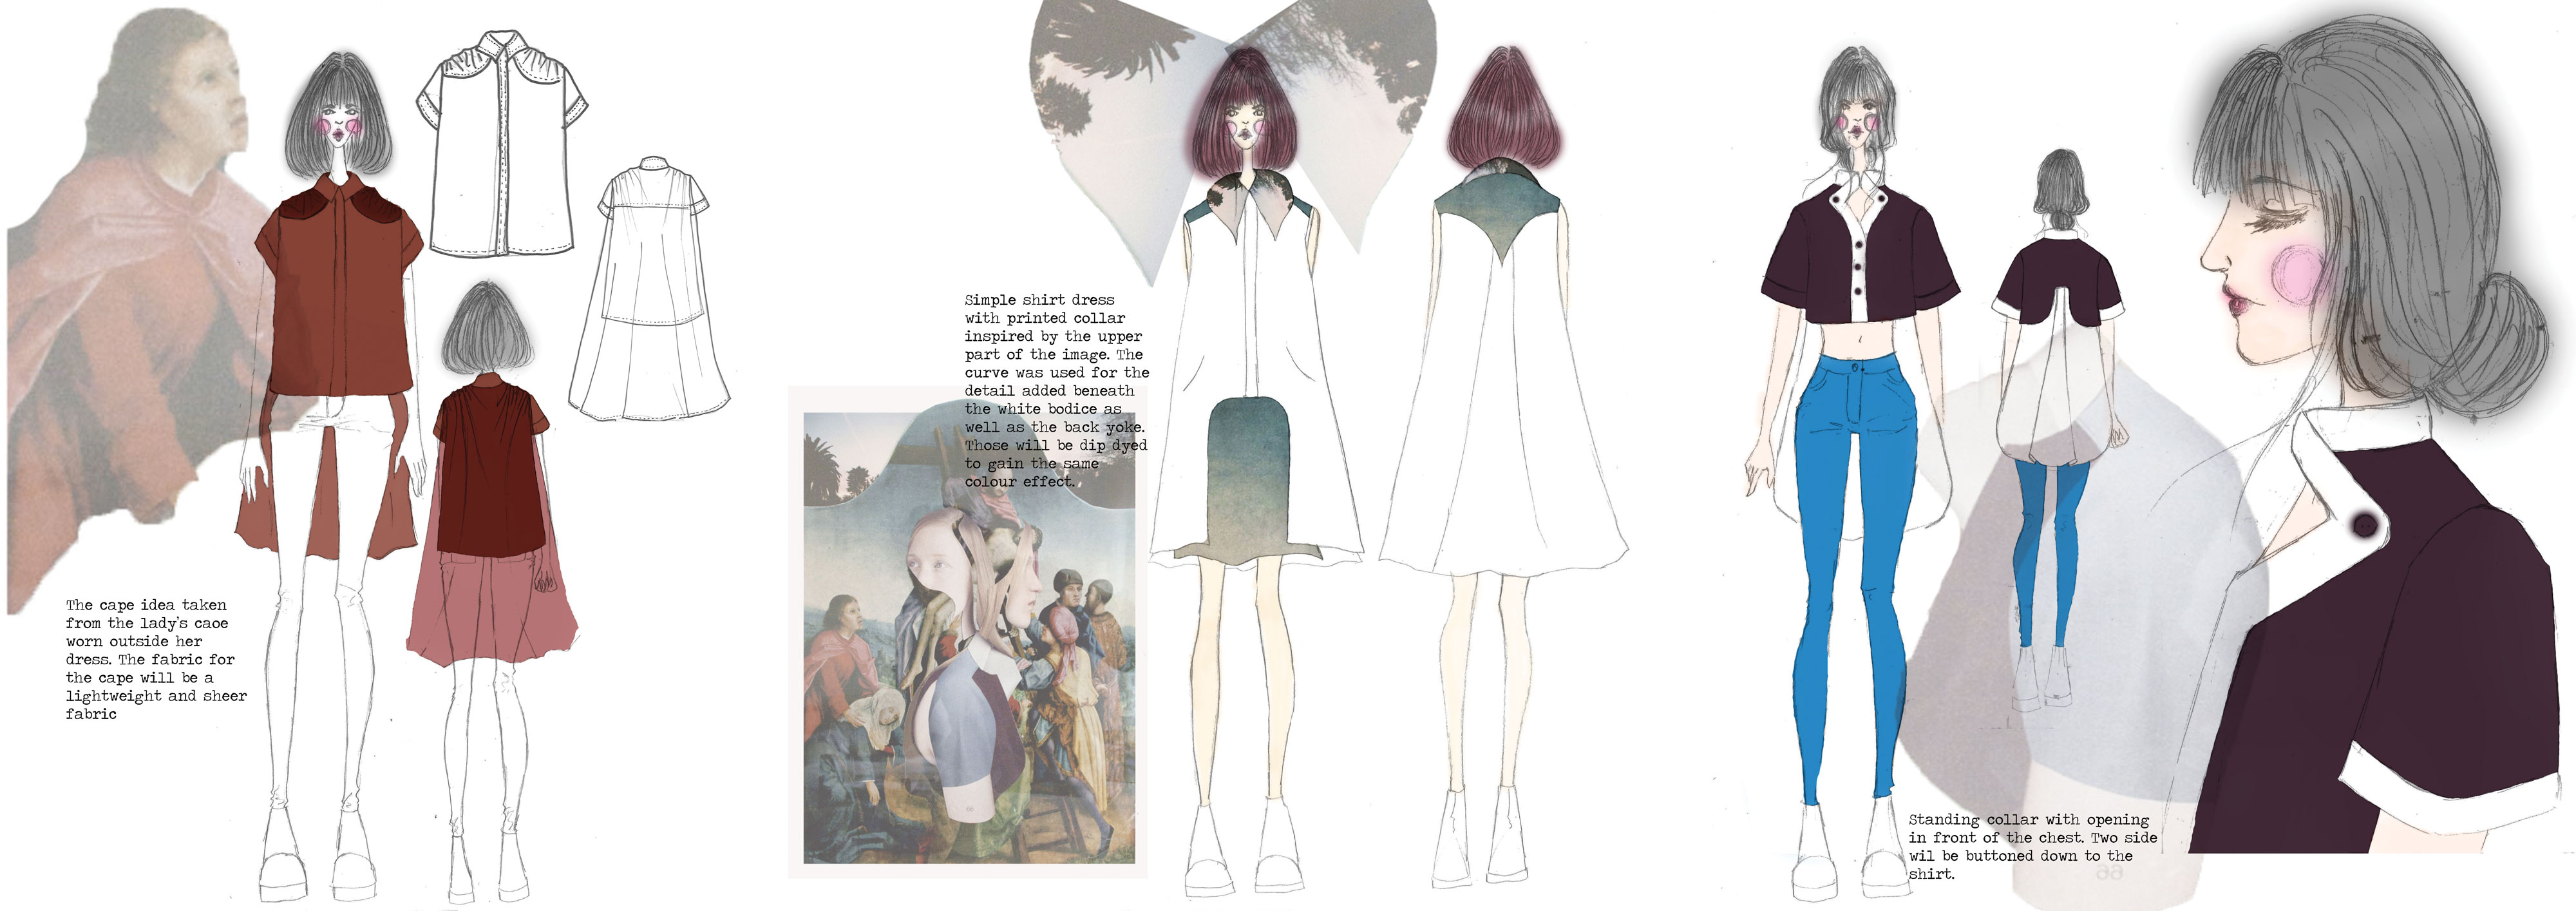 The cape idea taken
from the lady's caoe
worn outside her
dress. The fabric for
the cape will be a
lightweight and sheer
fabric
Simple shirt dress
with printed collar
inspired by the upper
part of the image. The
curve was used for the
detail added beneath
the white bodice as
well as the back yoke.
Those will be dip dyed
to gain the same
colour effect.
Standing collar with opening
in front of the chest. Two side
wil be buttoned down to the
shirt.
66